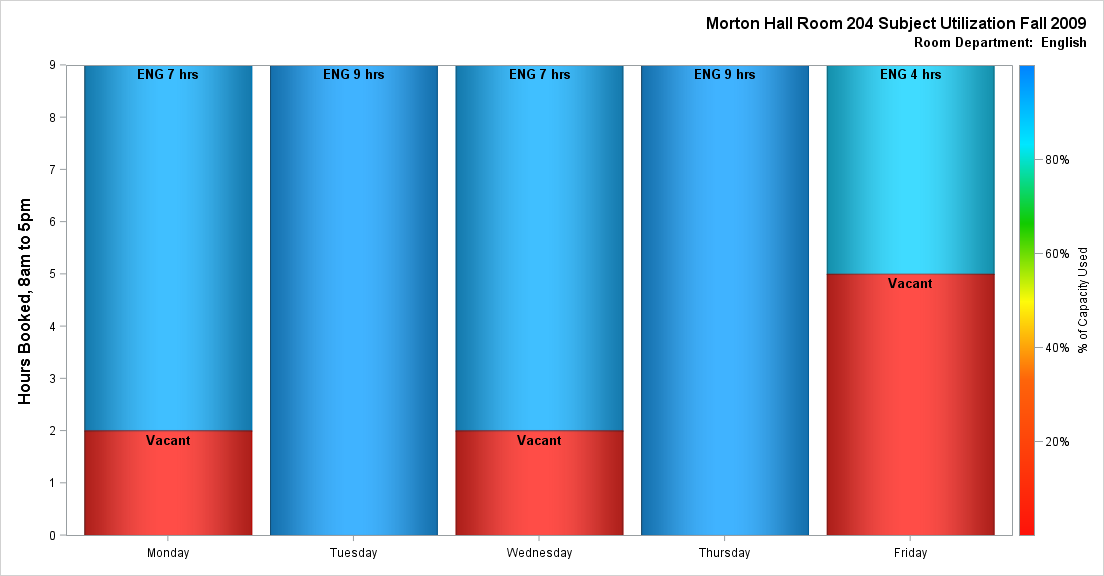 Morton Hall Room 204 Subject Utilization Fall 2009
Room Department:  English
Hours Booked, 8am to 5pm
9
8
7
6
5
4
3
2
1
0
ENG 7 hrs
ENG 9 hrs
ENG 7 hrs
ENG 9 hrs
ENG 4 hrs
Vacant
Vacant
Vacant
Monday
Tuesday
Wednesday
Thursday
Friday
80%
60%
40%
20%
% of Capacity Used